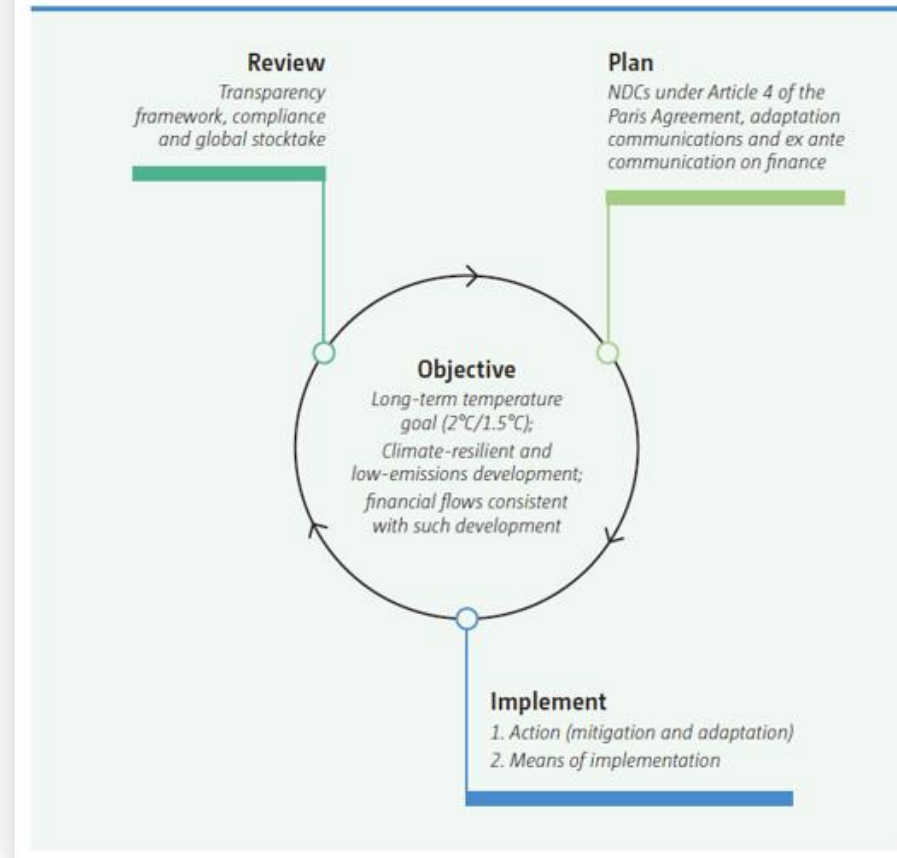 Review
Transparency
framework, compliance
and global stocktake
Plan
NDCs under Article 4 of the
Paris Agreement, adaptation
communications and ex ante
communication on finance
Objective
Long-term temperature
goal (2°C/1.5°C);
Climate-resilient and
low-emissions development;
financial flows consistent
with such development
Implement
1. Action (mitigation and adaptation)
2. Means of implementation